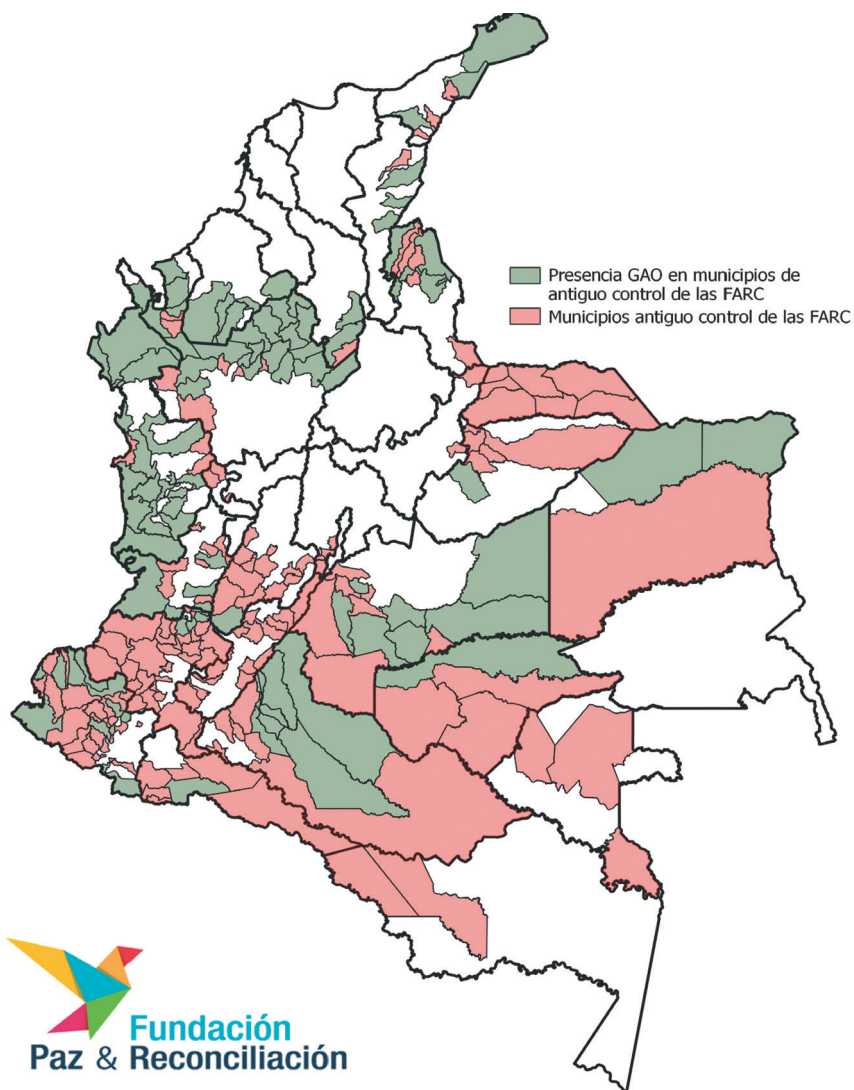 Presencia GAO en municipios de
antiguo control de las FARC
Municipios antiguo control de las FARC
Fundación
Paz & Reconciliación